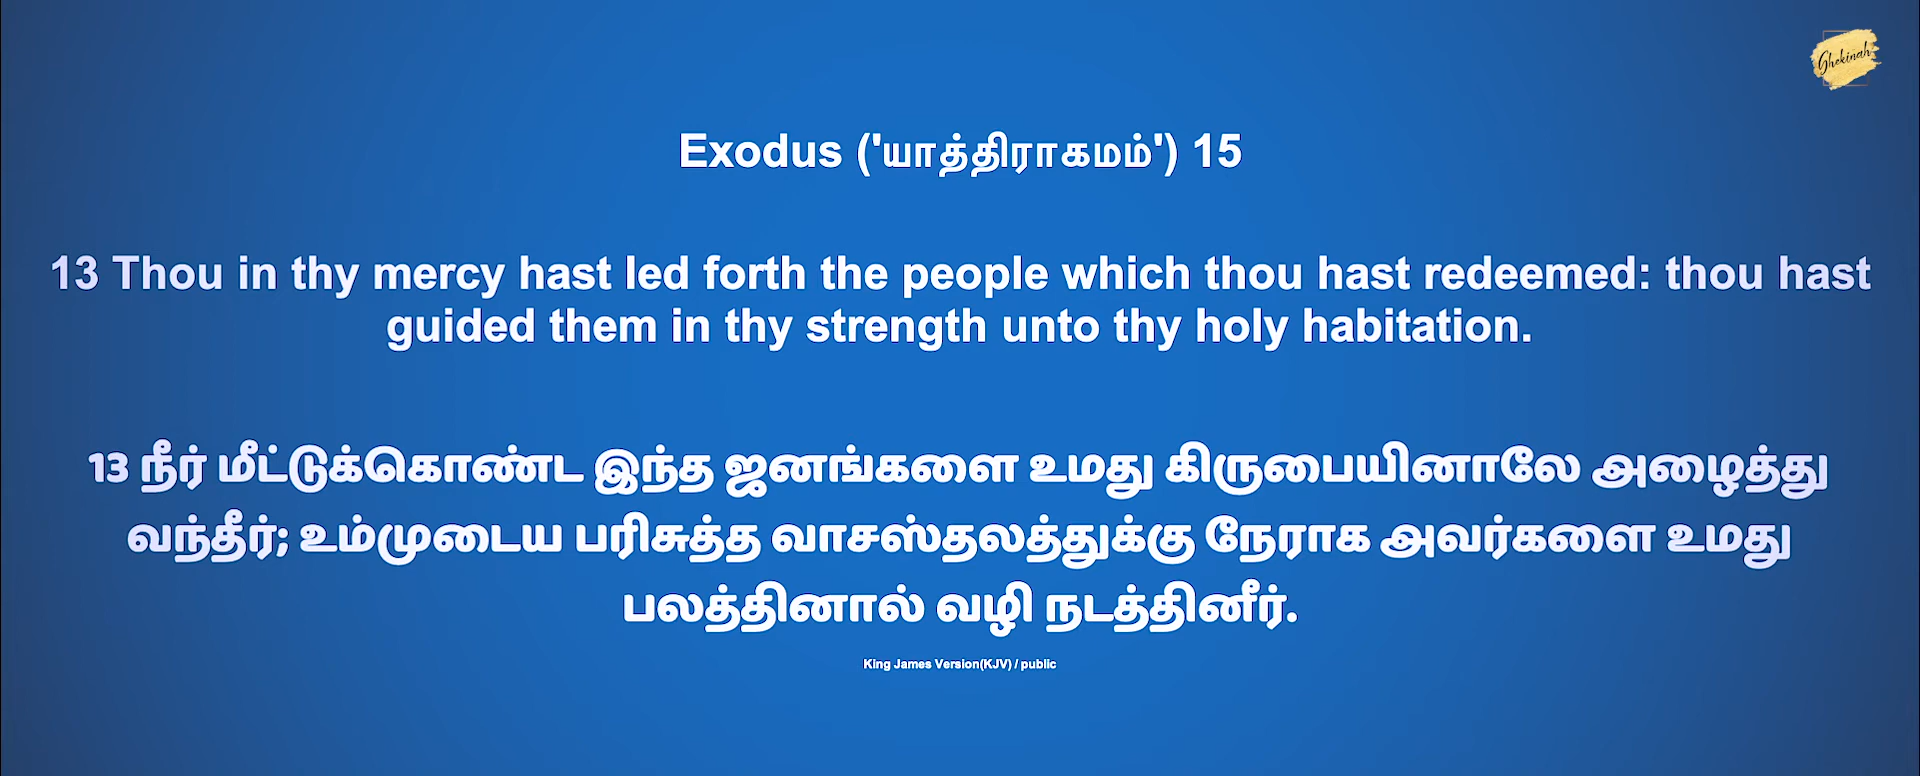 Ghekinah
Exodus ('யாத்திராகமம்') 15
13 Thou in thy mercy hast led forth the people which thou hast redeemed: thou hast
guided them in thy strength unto thy holy habitation.
13 நீர் மீட்டுக்கொண்ட இந்த ஜனங்களை உமது கிருபையினாலே அழைத்து
வந்தீர்; உம்முடைய பரிசுத்த வாசஸ்தலத்துக்கு நேராக அவர்களை உமது
பலத்தினால் வழி நடத்தினீர்.
King James Version(KJV) / public